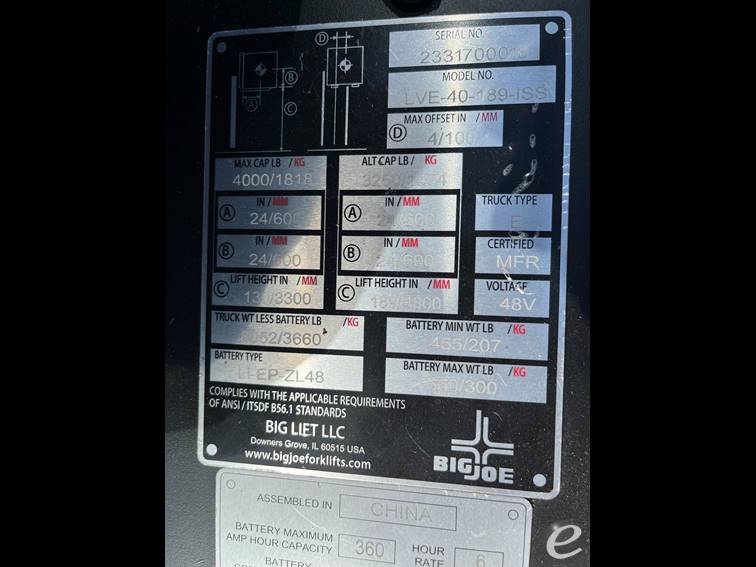 SERIAL NO.
MODEL NO.
LVE-40-189-ISS
MAX OFFSET IN /MM
D
D
B
A
C
MAX CAP LB /KG
4000/1818
ALT CAP LB / KG
A
IN /MM
24/600
A
IN /MM
24/600
TRUCK TYPE
E
B
IN /MM
24/600
B
IN /MM
24/600
CERTIFIED
MFR
C
LIFT HEIGHT IN /MM
C
LIFT HEIGHT IN /MM
VOLTAGE
48V
TRUCK WT LESS BATTERY LB /KG
BATTERY MIN WT LB /KG
455/207
BATTERY TYPE
LI-EP-ZL48
BATTERY MAX WT LB /KG
COMPLIES WITH THE APPLICABLE REQUIREMENTS
OF ANSI / ITSDF B56.1 STANDARDS
BIG LIFT LLC
Downers Grove, IL 60515 USA
www.bigjoeforklifts.com
BIG JOE
ASSEMBLED IN
CHINA
BATTERY MAXIMUM
AMP HOUR CAPACITY
360
HOUR
RATE
6
BATTERY
e